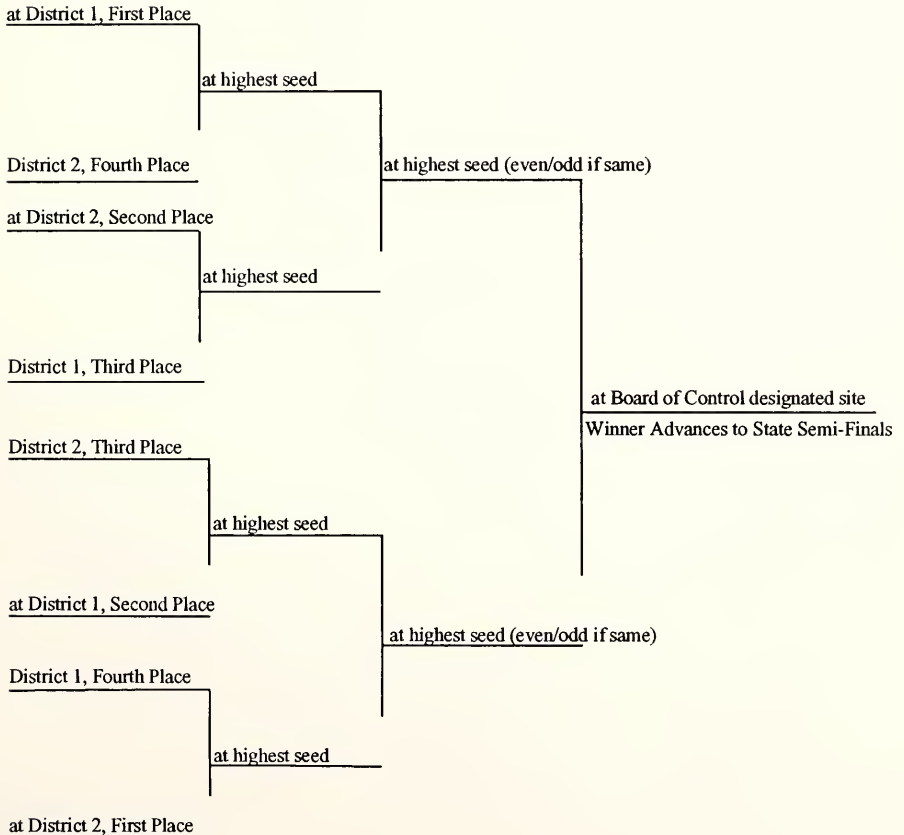 at District 1, First Place
at highest seed
District 2, Fourth Place
at highest seed (even/odd if same)
at District 2, Second Place
at highest seed
District 1, Third Place
at Board of Control designated site
Winner Advances to State Semi-Finals
District 2, Third Place
at highest seed
at District 1, Second Place
at highest seed (even/odd if same)
District 1, Fourth Place
at highest seed
at District 2, First Place